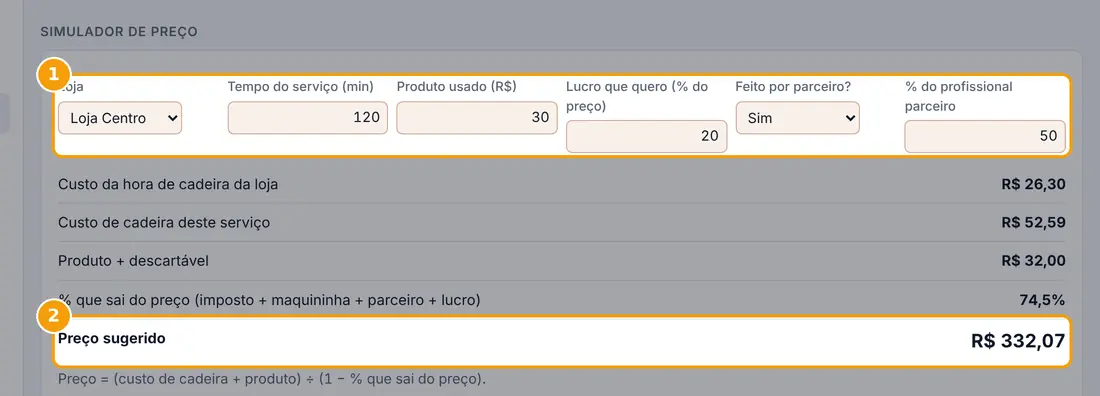 SIMULADOR DE PREÇO
1
Loja
Tempo do serviço (min)
Produto usado (R$)
Lucro que quero (% do
preço)
Feito por parceiro?
% do profissional
parceiro
Loja Centro
120
30
20
Sim
50
Custo da hora de cadeira da loja R$ 26,30
Custo de cadeira deste serviço R$ 52,59
Produto + descartável R$ 32,00
% que sai do preço (imposto + maquininha + parceiro + lucro) 74,5%
2
Preço sugerido R$ 332,07
Preço = (custo de cadeira + produto) ÷ (1 − % que sai do preço).